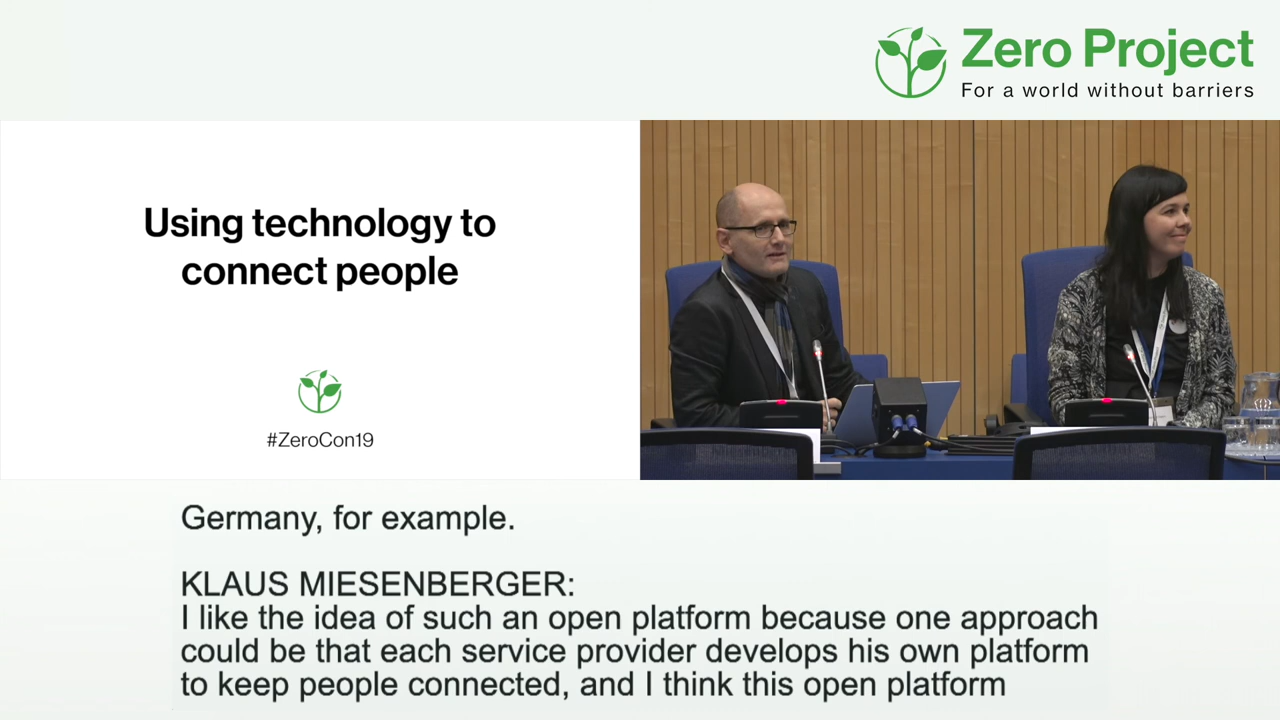 Zero Project
For a world without barriers
Using technology to
connect people
#ZeroCon19
Germany, for example.
KLAUS MIESENBERGER:
I like the idea of such an open platform because one approach
could be that each service provider develops his own platform
to keep people connected, and I think this open platform